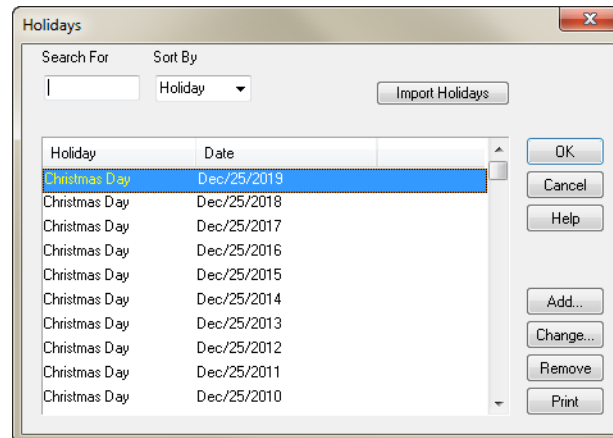 Holidays
Search For Sort By
Holiday
Import Holidays
Holiday Date
Christmas Day Dec/25/2019
Christmas Day Dec/25/2018
Christmas Day Dec/25/2017
Christmas Day Dec/25/2016
Christmas Day Dec/25/2015
Christmas Day Dec/25/2014
Christmas Day Dec/25/2013
Christmas Day Dec/25/2012
Christmas Day Dec/25/2011
Christmas Day Dec/25/2010
OK
Cancel
Help
Add...
Change...
Remove
Print